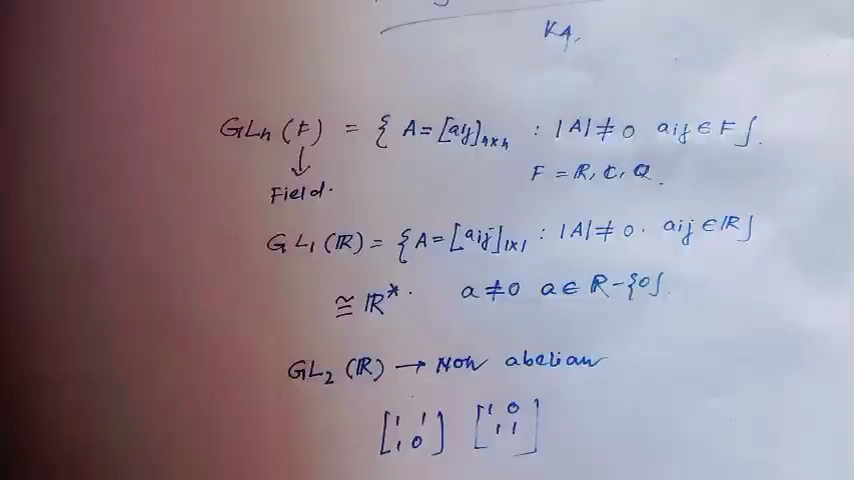 K4,
GLn (F) = { A = [aij]n×n : |A| ≠ 0 aij ∈ F }.
↓ F = R, C, Q.
Field.
GL1 (R) = { A = [aij]1×1 : |A| ≠ 0. aij ∈ R }
≅ R*. a ≠ 0 a ∈ R - {0}.
GL2 (R) → Non abelian
[ 1 1 [ 1 0
1 0 ] 1 1 ]